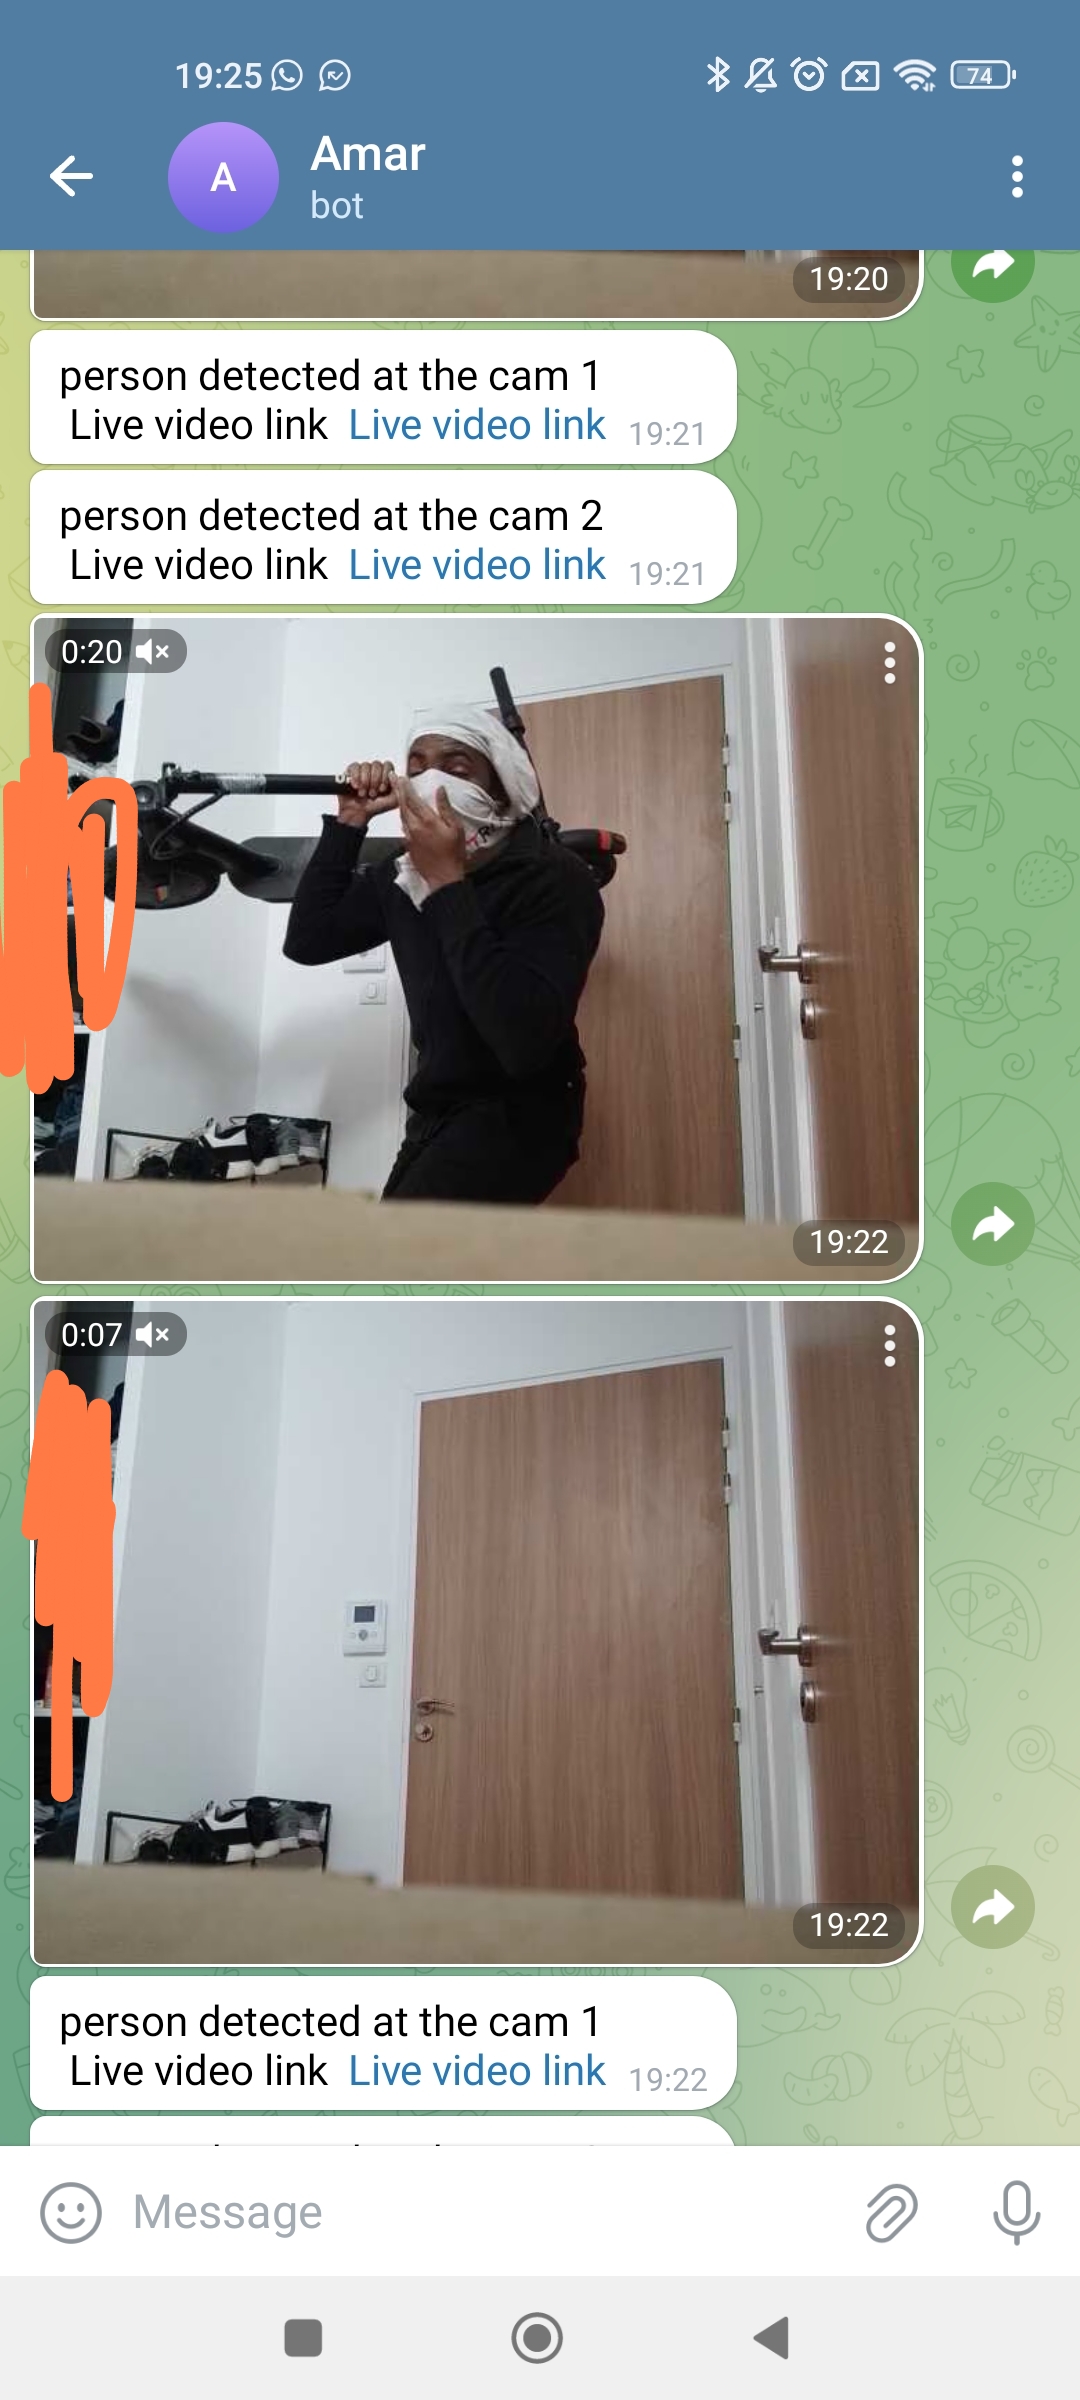 19:25
74
A
Amar
bot
19:20
person detected at the cam 1
Live video link Live video link 19:21
person detected at the cam 2
Live video link Live video link 19:21
0:20
19:22
0:07
19:22
person detected at the cam 1
Live video link Live video link 19:22
Message